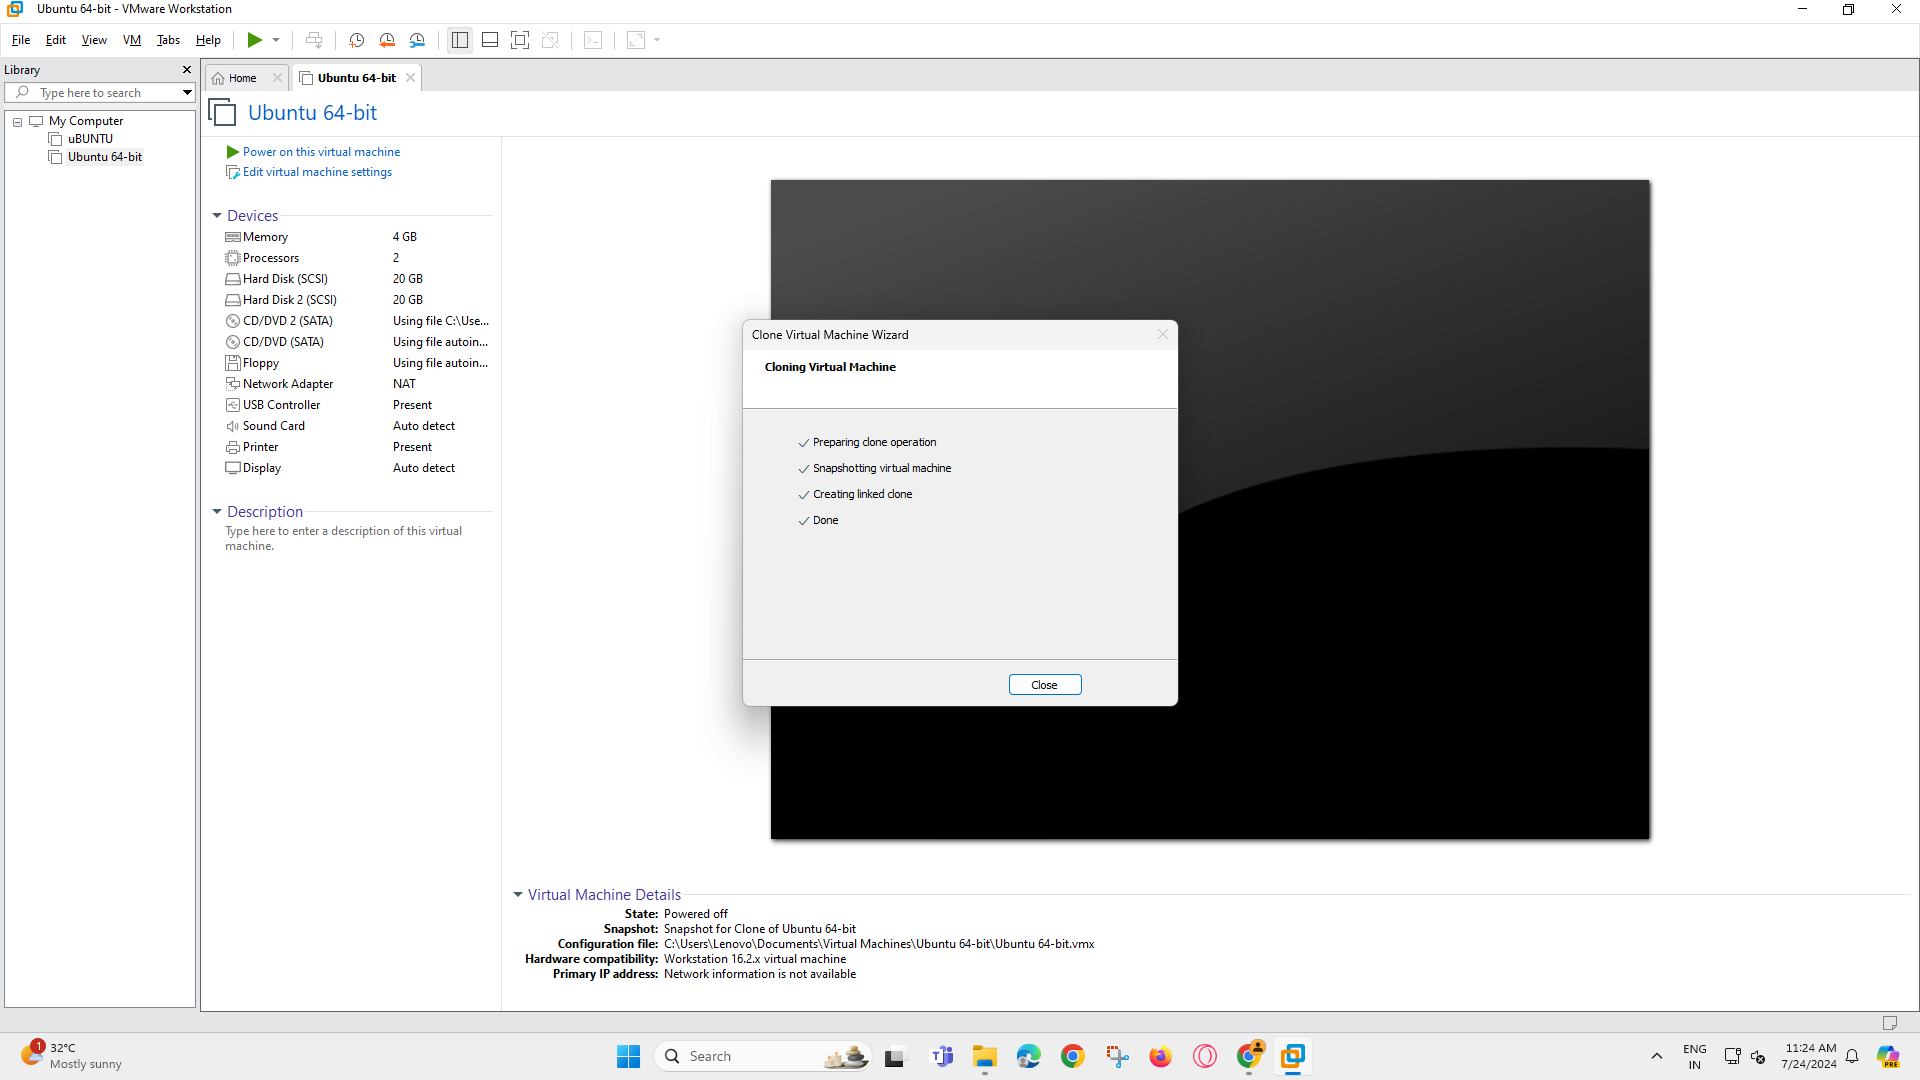 Ubuntu 64-bit - VMware Workstation
File Edit View VM Tabs Help
Library
Type here to search
My Computer
uBUNTU
Ubuntu 64-bit
Home
Ubuntu 64-bit
Ubuntu 64-bit
Power on this virtual machine
Edit virtual machine settings
Devices
Memory 4 GB
Processors 2
Hard Disk (SCSI) 20 GB
Hard Disk 2 (SCSI) 20 GB
CD/DVD 2 (SATA) Using file C:\Use...
CD/DVD (SATA) Using file autoin...
Floppy Using file autoin...
Network Adapter NAT
USB Controller Present
Sound Card Auto detect
Printer Present
Display Auto detect
Description
Type here to enter a description of this virtual
machine.
Clone Virtual Machine Wizard
Cloning Virtual Machine
Preparing clone operation
Snapshotting virtual machine
Creating linked clone
Done
Close
Virtual Machine Details
State: Powered off
Snapshot: Snapshot for Clone of Ubuntu 64-bit
Configuration file: C:\Users\Lenovo\Documents\Virtual Machines\Ubuntu 64-bit\Ubuntu 64-bit.vmx
Hardware compatibility: Workstation 16.2.x virtual machine
Primary IP address: Network information is not available
1
32°C
Mostly sunny
Search
ENG
IN
11:24 AM
7/24/2024
PRE